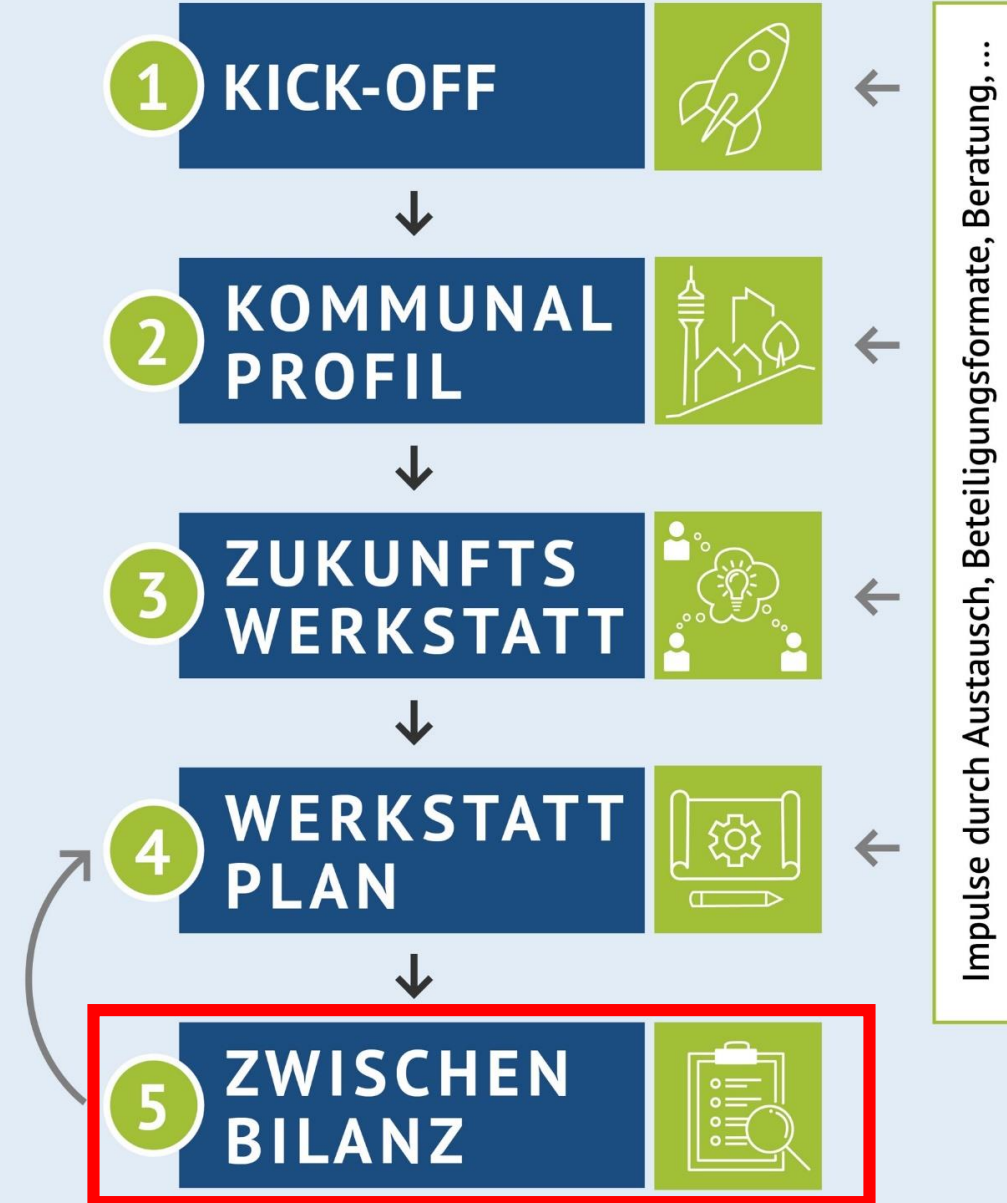 1
KICK-OFF
2
KOMMUNAL
PROFIL
3
ZUKUNFTS
WERKSTATT
4
WERKSTATT
PLAN
5
ZWISCHEN
BILANZ
Impulse durch Austausch, Beteiligungsformate, Beratung, ...